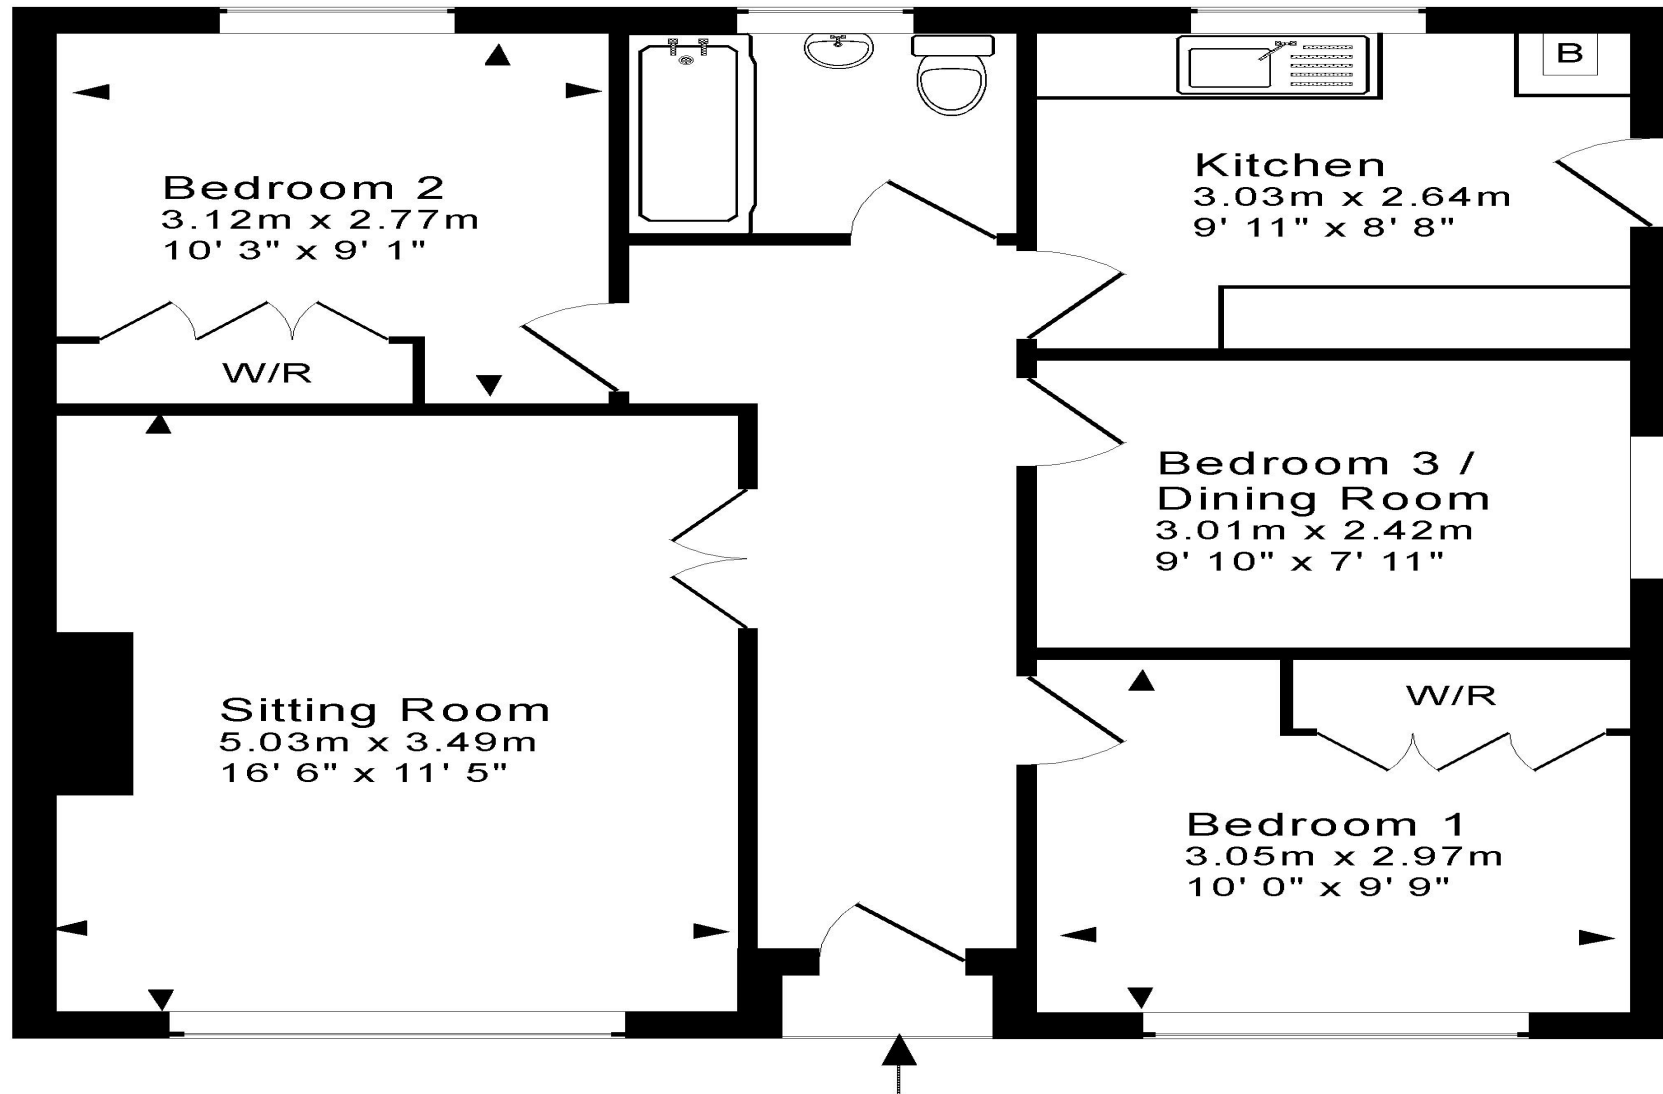 B
Kitchen
3.03m x 2.64m
9' 11" x 8' 8"
Bedroom 2
3.12m x 2.77m
10' 3" x 9' 1"
W/R
Bedroom 3 /
Dining Room
3.01m x 2.42m
9' 10" x 7' 11"
Sitting Room
5.03m x 3.49m
16' 6" x 11' 5"
W/R
Bedroom 1
3.05m x 2.97m
10' 0" x 9' 9"